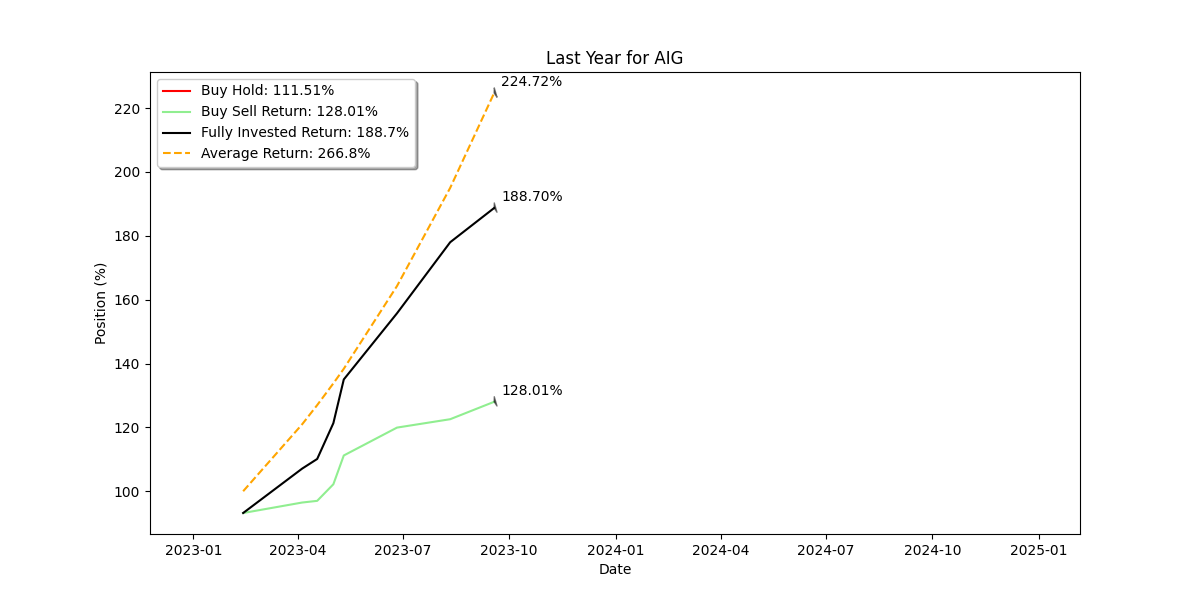 Last Year for AIG
Buy Hold: 111.51%
Buy Sell Return: 128.01%
Fully Invested Return: 188.7%
Average Return: 266.8%
224.72%
188.70%
128.01%
220
200
180
160
140
120
100
Position (%)
2023-01 2023-04 2023-07 2023-10 2024-01 2024-04 2024-07 2024-10 2025-01
Date